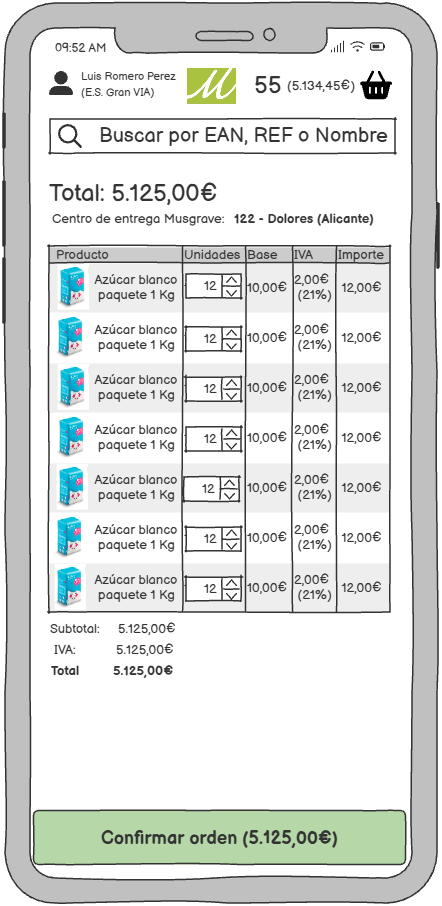 09:52 AM
Luis Romero Perez
(E.S. Gran VIA)
M
55 (5.134,45€)
Buscar por EAN, REF o Nombre
Total: 5.125,00€
Centro de entrega Musgrave: 122 - Dolores (Alicante)
Producto Unidades Base IVA Importe
Azúcar blanco
paquete 1 Kg
12
10,00€
2,00€
(21%)
12,00€
Azúcar blanco
paquete 1 Kg
12
10,00€
2,00€
(21%)
12,00€
Azúcar blanco
paquete 1 Kg
12
10,00€
2,00€
(21%)
12,00€
Azúcar blanco
paquete 1 Kg
12
10,00€
2,00€
(21%)
12,00€
Azúcar blanco
paquete 1 Kg
12
10,00€
2,00€
(21%)
12,00€
Azúcar blanco
paquete 1 Kg
12
10,00€
2,00€
(21%)
12,00€
Azúcar blanco
paquete 1 Kg
12
10,00€
2,00€
(21%)
12,00€
Subtotal: 5.125,00€
IVA: 5.125,00€
Total 5.125,00€
Confirmar orden (5.125,00€)